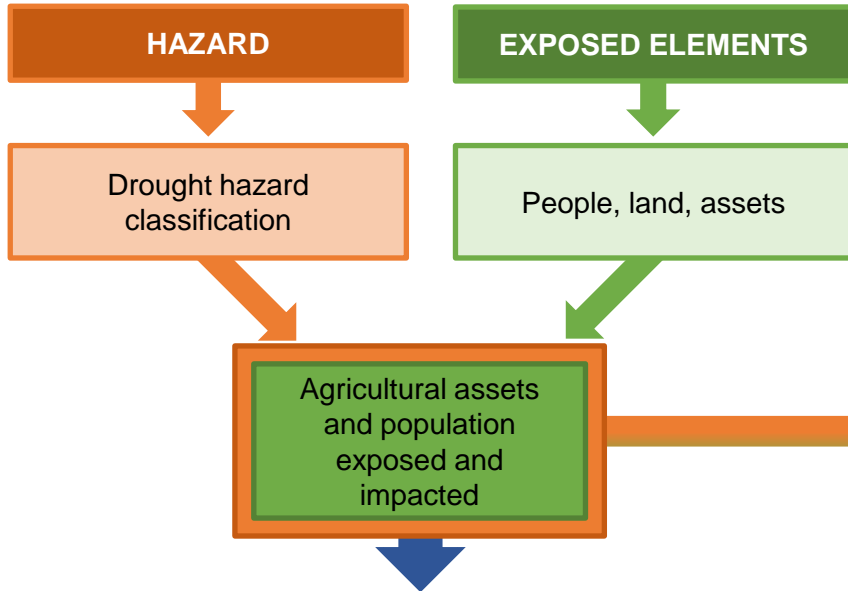 HAZARD
EXPOSED ELEMENTS
Drought hazard
classification
People, land, assets
Agricultural assets
and population
exposed and
impacted